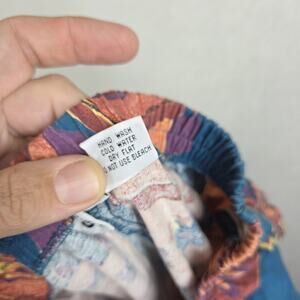 HAND WASH
COLD WATER
DRY FLAT
DO NOT USE BLEACH